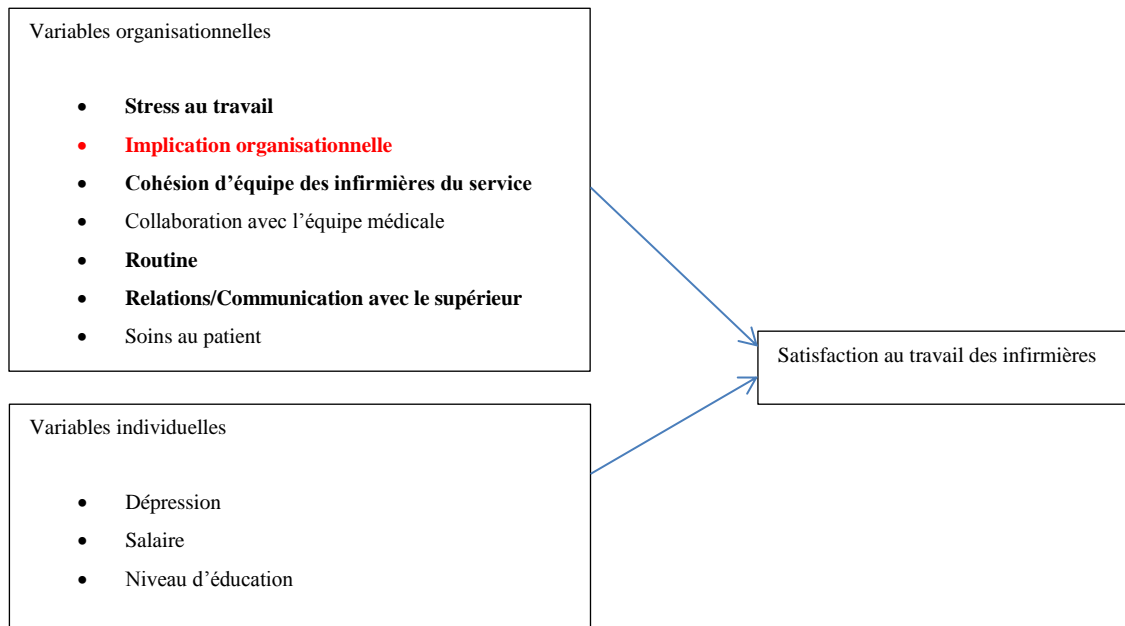 Variables organisationnelles
• Stress au travail
• Implication organisationnelle
• Cohésion d'équipe des infirmières du service
• Collaboration avec l'équipe médicale
• Routine
• Relations/Communication avec le supérieur
• Soins au patient
Satisfaction au travail des infirmières
Variables individuelles
• Dépression
• Salaire
• Niveau d'éducation